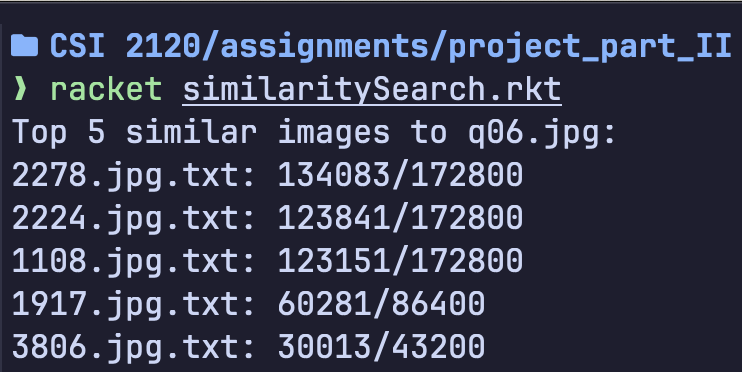 CSI 2120/assignments/project_part_II
❱ racket similaritySearch.rkt
Top 5 similar images to q06.jpg:
2278.jpg.txt: 134083/172800
2224.jpg.txt: 123841/172800
1108.jpg.txt: 123151/172800
1917.jpg.txt: 60281/86400
3806.jpg.txt: 30013/43200